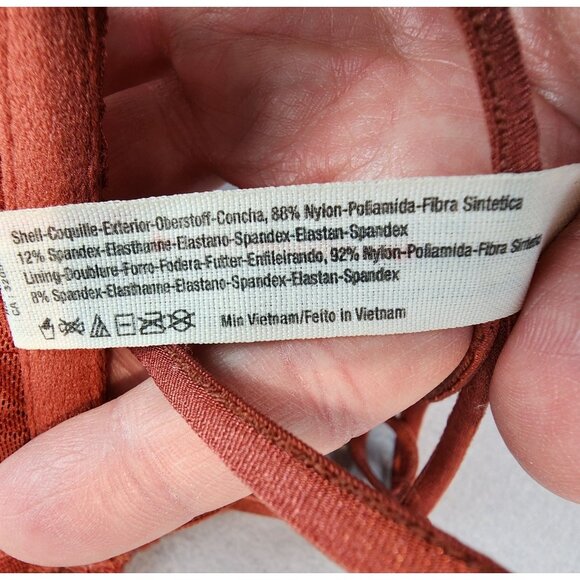 Shell-Coquille-Exterior-Oberstoff-Concha, 88% Nylon-Poliamida-Fibra Sintetica
12% Spandex-Elasthanne-Elastano-Spandex-Elastan-Spandex
Lining-Doublure-Forro-Fodera-Futter-Enfileirando, 92% Nylon-Poliamida-Fibra Sinteti
8% Spandex-Elasthanne-Elastano-Spandex-Elastan-Spandex
M in Vietnam/Feito in Vietnam